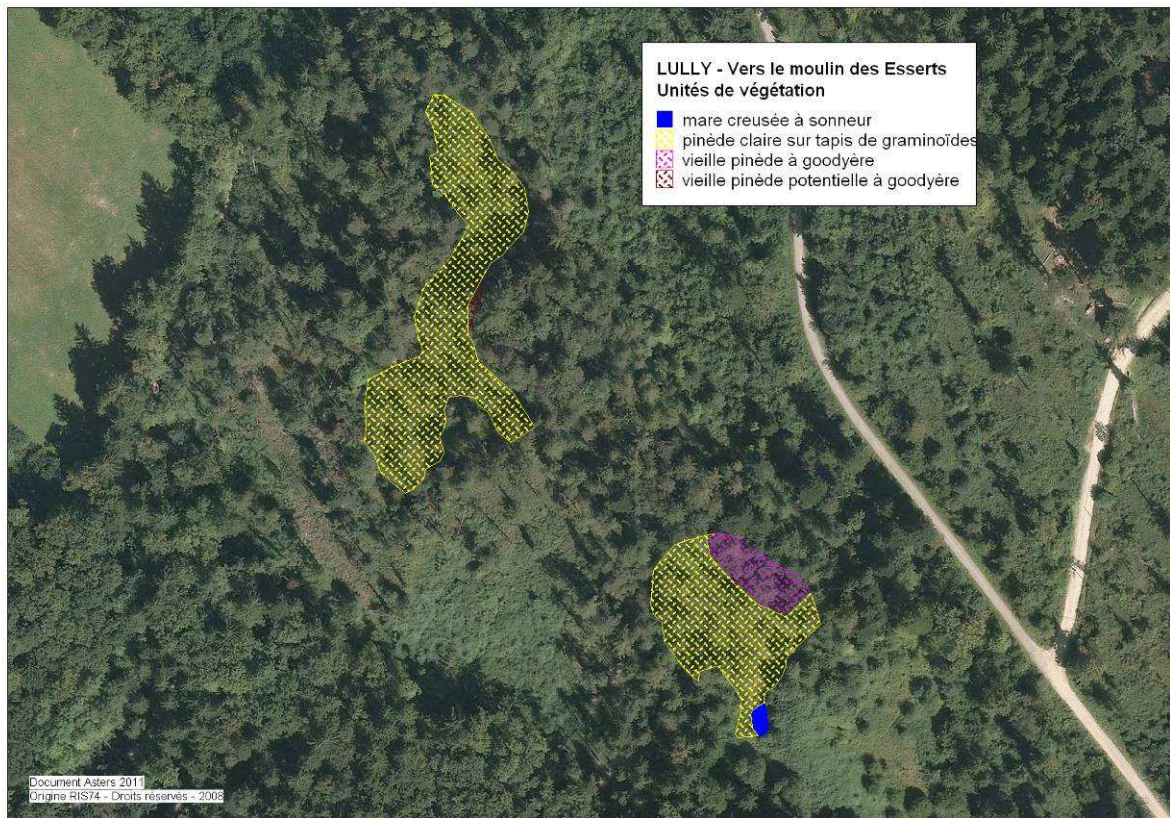 LULLY - Vers le moulin des Esserts
Unités de végétation
mare creusée à sonneur
pinède claire sur tapis de graminoïdes
vieille pinède à goodyère
vieille pinède potentielle à goodyère
Document Asters 2011
Origine RIS74 - Droits réservés - 2008